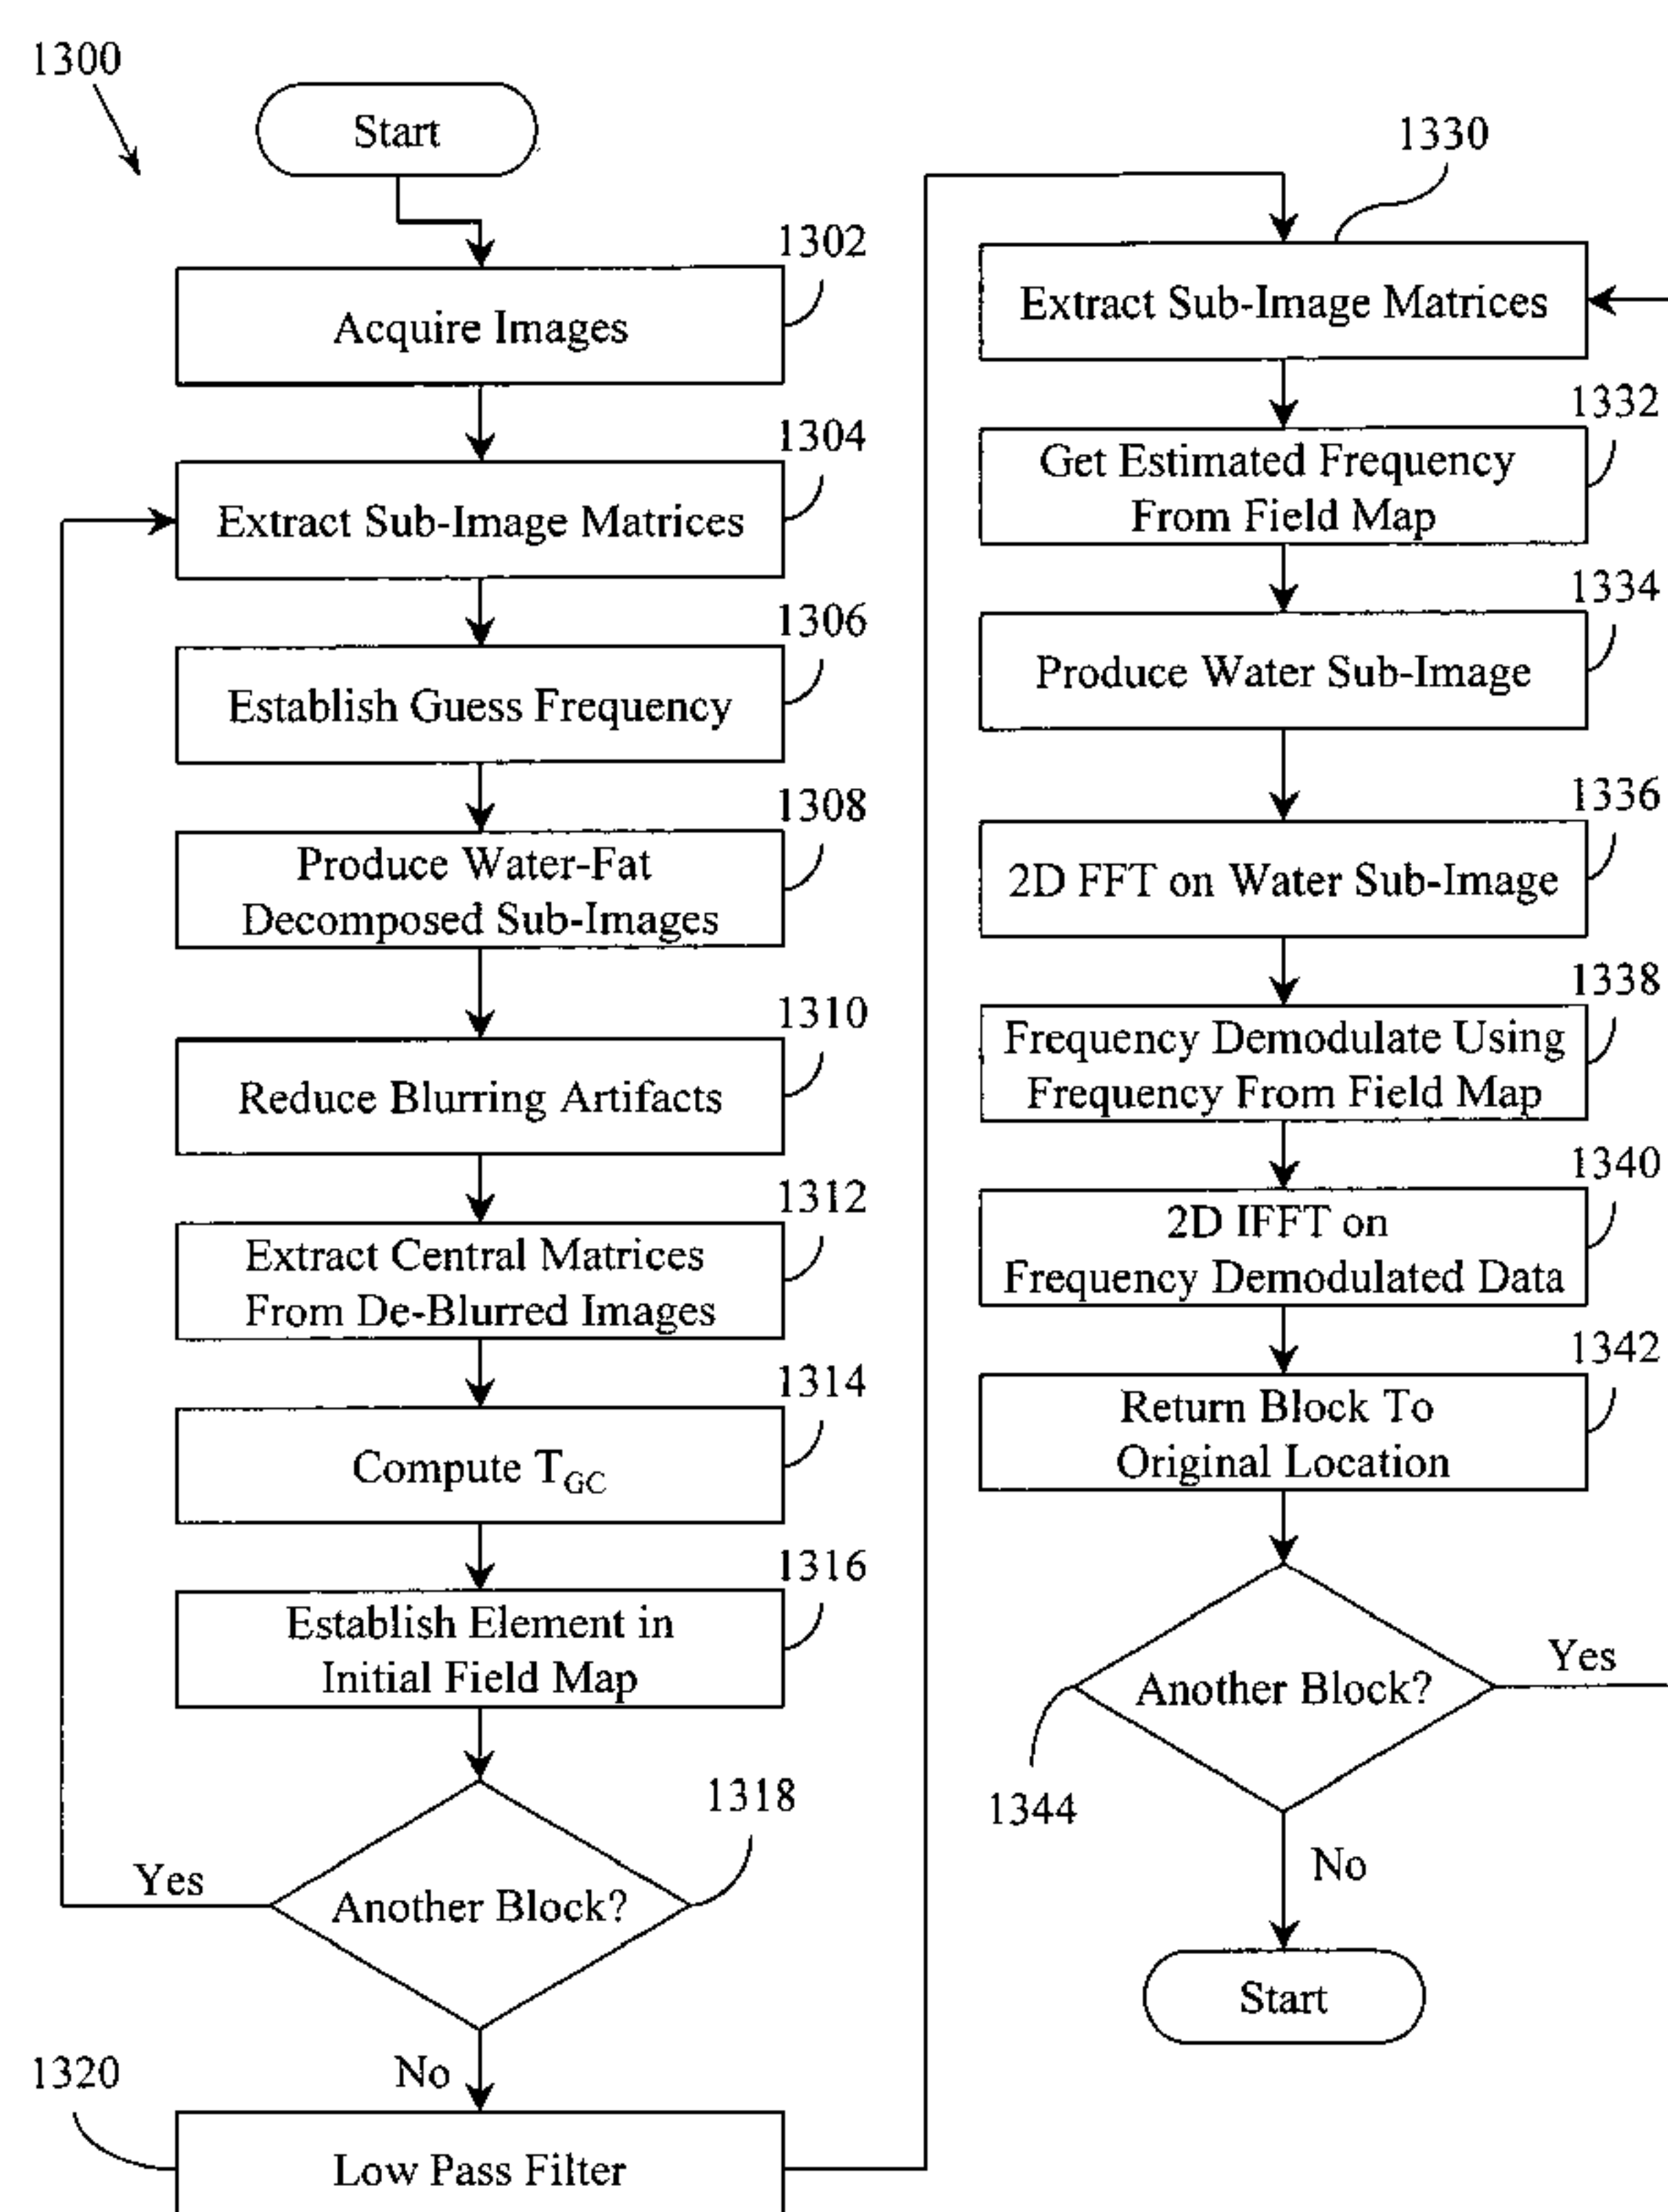 1300
Start
1302
Acquire Images
1304
Extract Sub-Image Matrices
1306
Establish Guess Frequency
1308
Produce Water-Fat
Decomposed Sub-Images
1310
Reduce Blurring Artifacts
1312
Extract Central Matrices
From De-Blurred Images
1314
Compute T_GC
1316
Establish Element in
Initial Field Map
1318
Another Block?
Yes
No
1320
Low Pass Filter
1330
Extract Sub-Image Matrices
1332
Get Estimated Frequency
From Field Map
1334
Produce Water Sub-Image
1336
2D FFT on Water Sub-Image
1338
Frequency Demodulate Using
Frequency From Field Map
1340
2D IFFT on
Frequency Demodulated Data
1342
Return Block To
Original Location
Another Block?
Yes
1344
No
Start